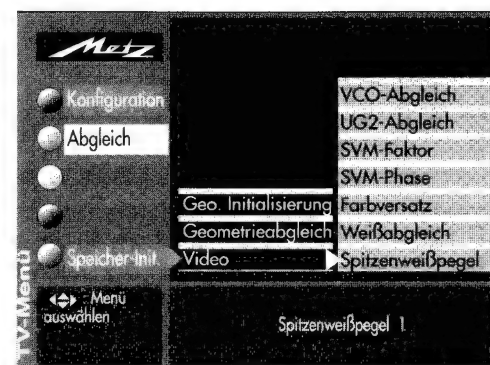 Metz
Konfiguration
Abgleich
Speicher-Init.
TV-Menü
Menü
auswählen
Geo. Initialisierung
Geometrieabgleich
Video
VCO-Abgleich
UG2-Abgleich
SVM-Faktor
SVM-Phase
Farbversatz
Weißabgleich
Spitzenweißpegel
Spitzenweißpegel 1